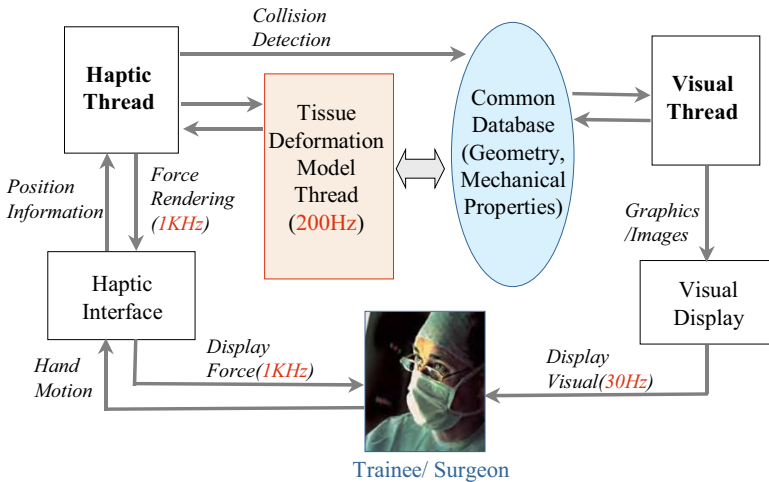 Collision
Detection
Haptic
Thread
Tissue
Deformation
Model
Thread
(200Hz)
Common
Database
(Geometry,
Mechanical
Properties)
Visual
Thread
Position
Information
Force
Rendering
(1KHz)
Graphics
/Images
Haptic
Interface
Visual
Display
Hand
Motion
Display
Force(1KHz)
Display
Visual(30Hz)
Trainee/ Surgeon